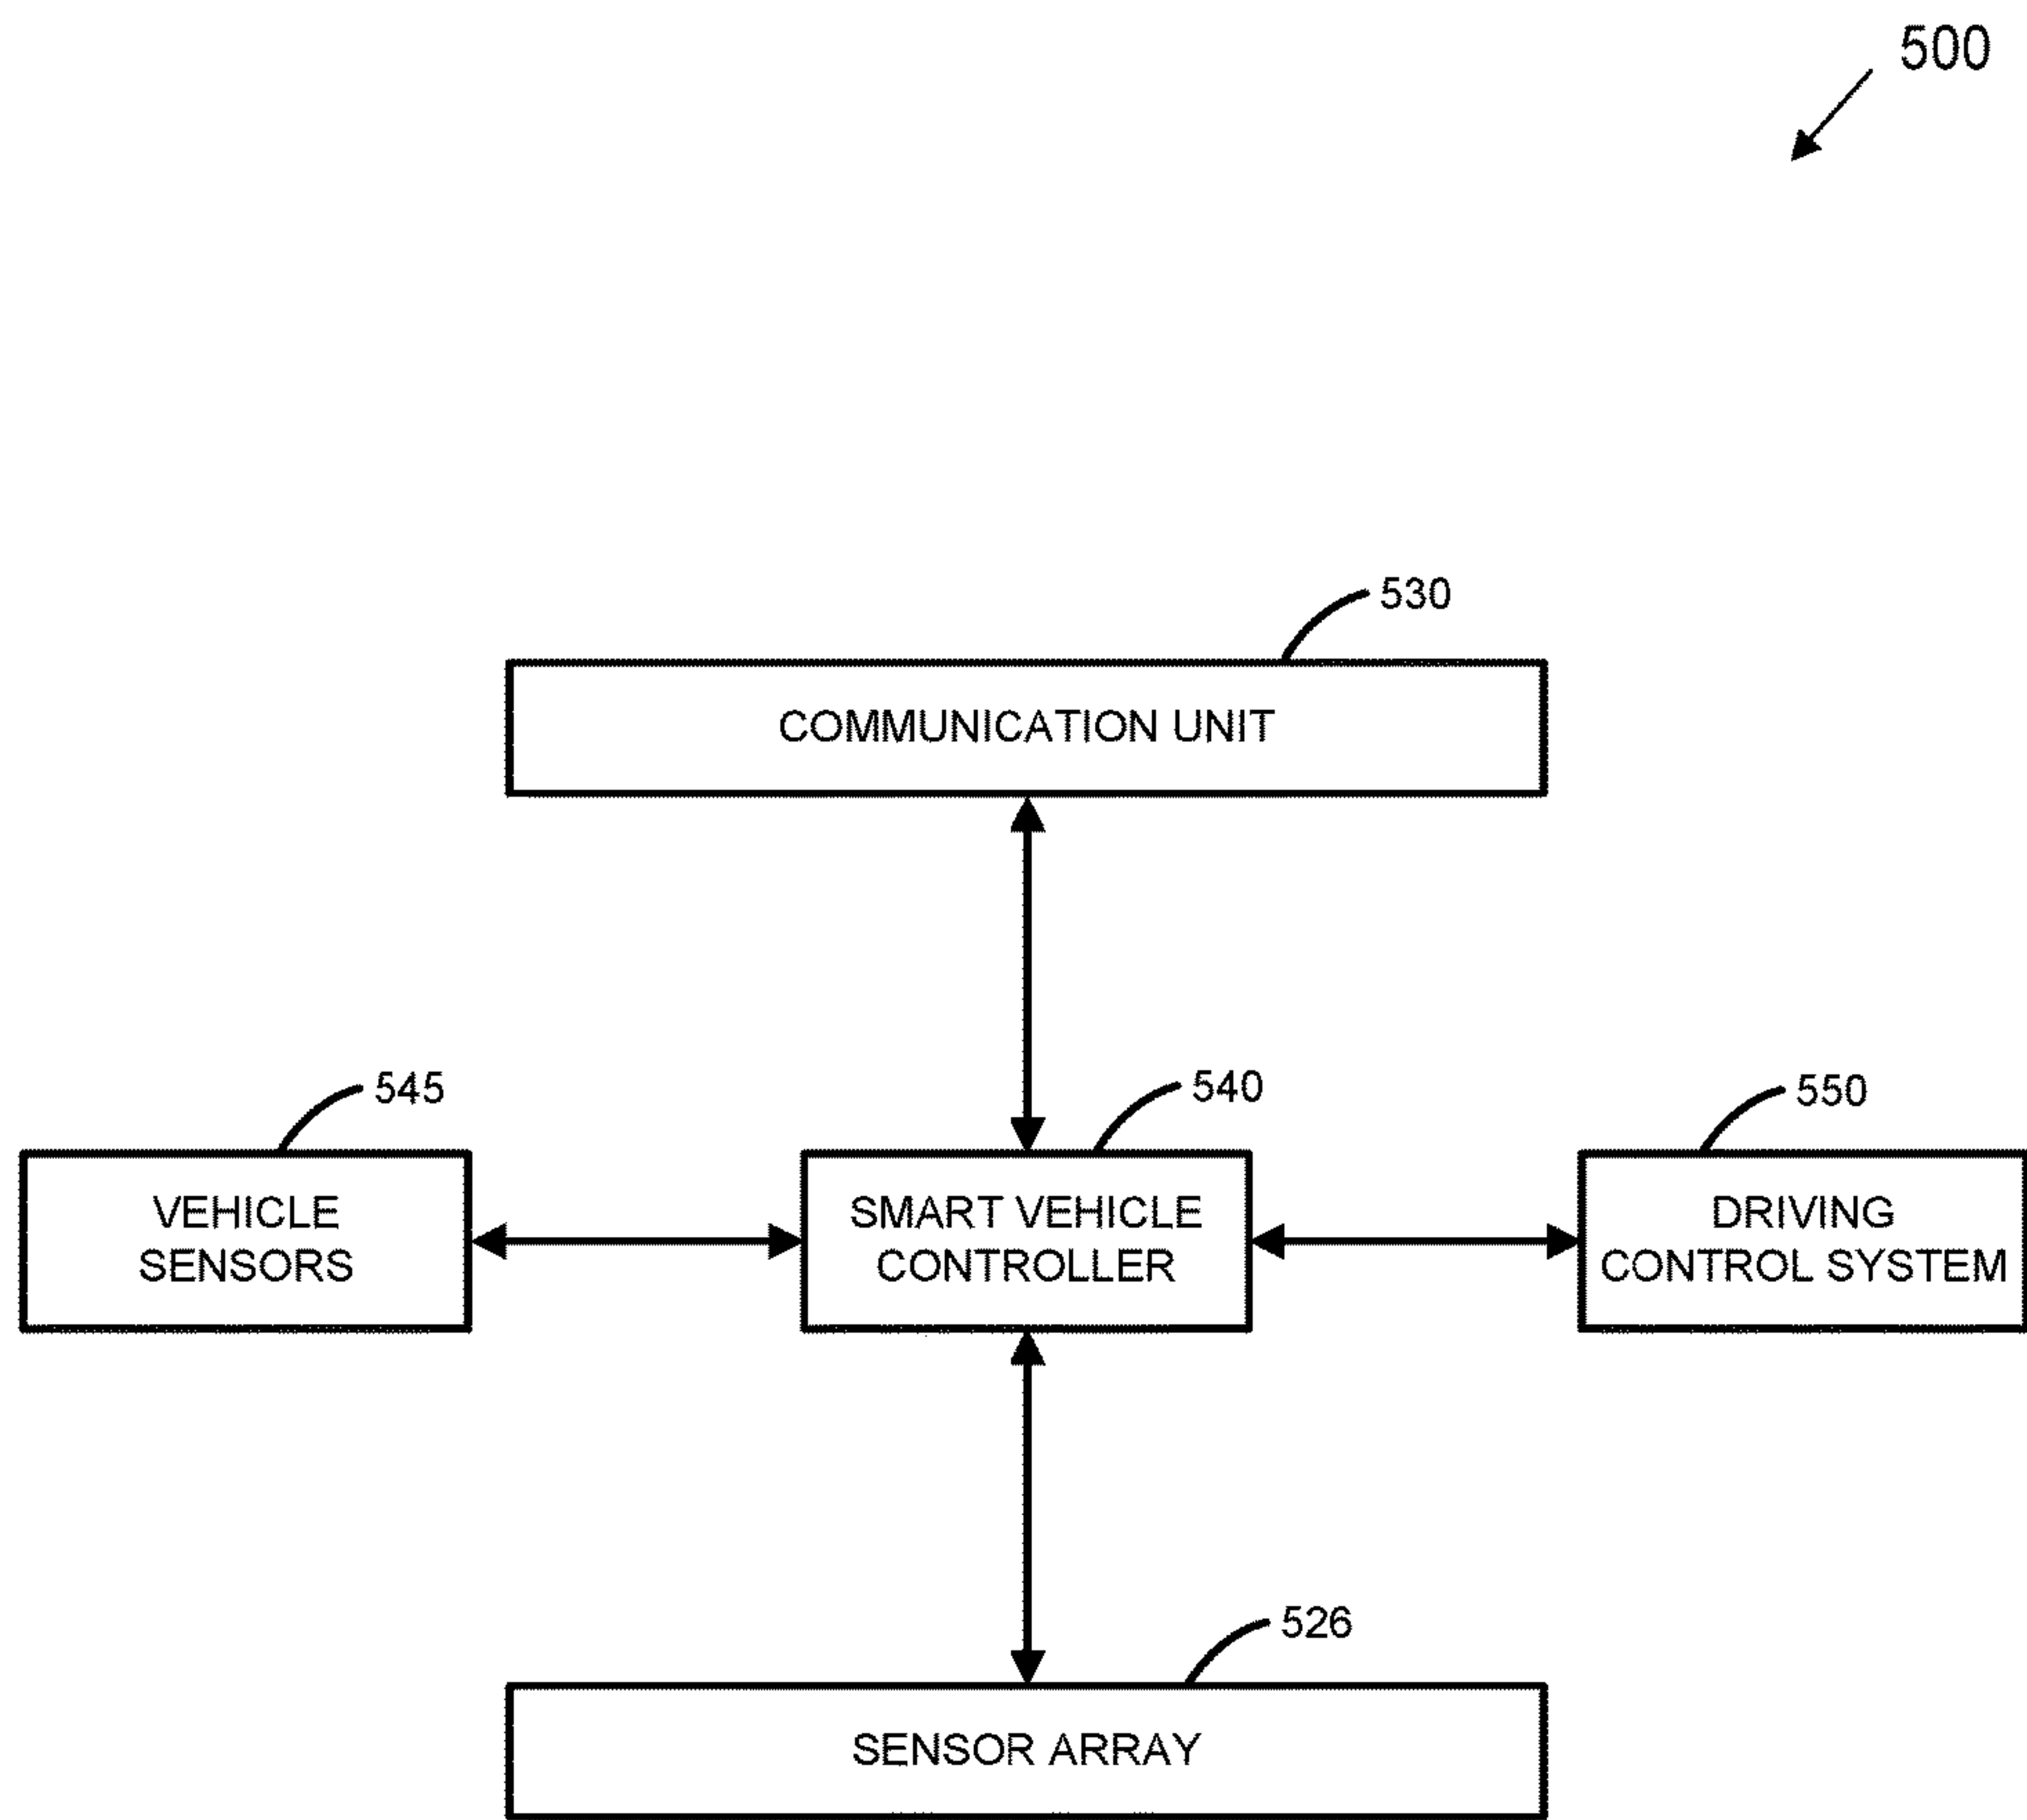 500
530
COMMUNICATION UNIT
545
540
550
VEHICLE
SENSORS
SMART VEHICLE
CONTROLLER
DRIVING
CONTROL SYSTEM
526
SENSOR ARRAY